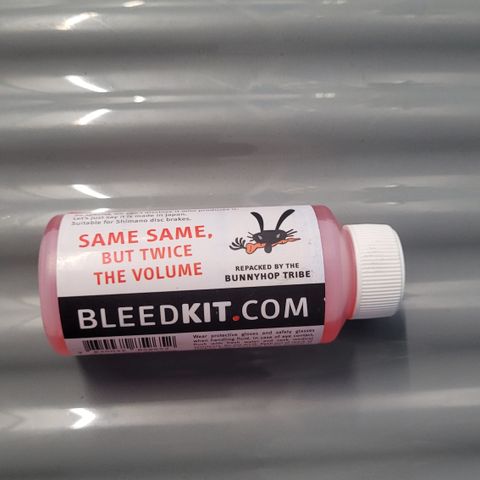 Let's just say it is made in Japan.
Suitable for Shimano disc brakes.
SAME SAME,
BUT TWICE
THE VOLUME
REPACKED BY THE
BUNNYHOP TRIBE
BLEEDKIT.COM
Wear protective gloves and safety glasses
when handling fluid. In case of eye contact,